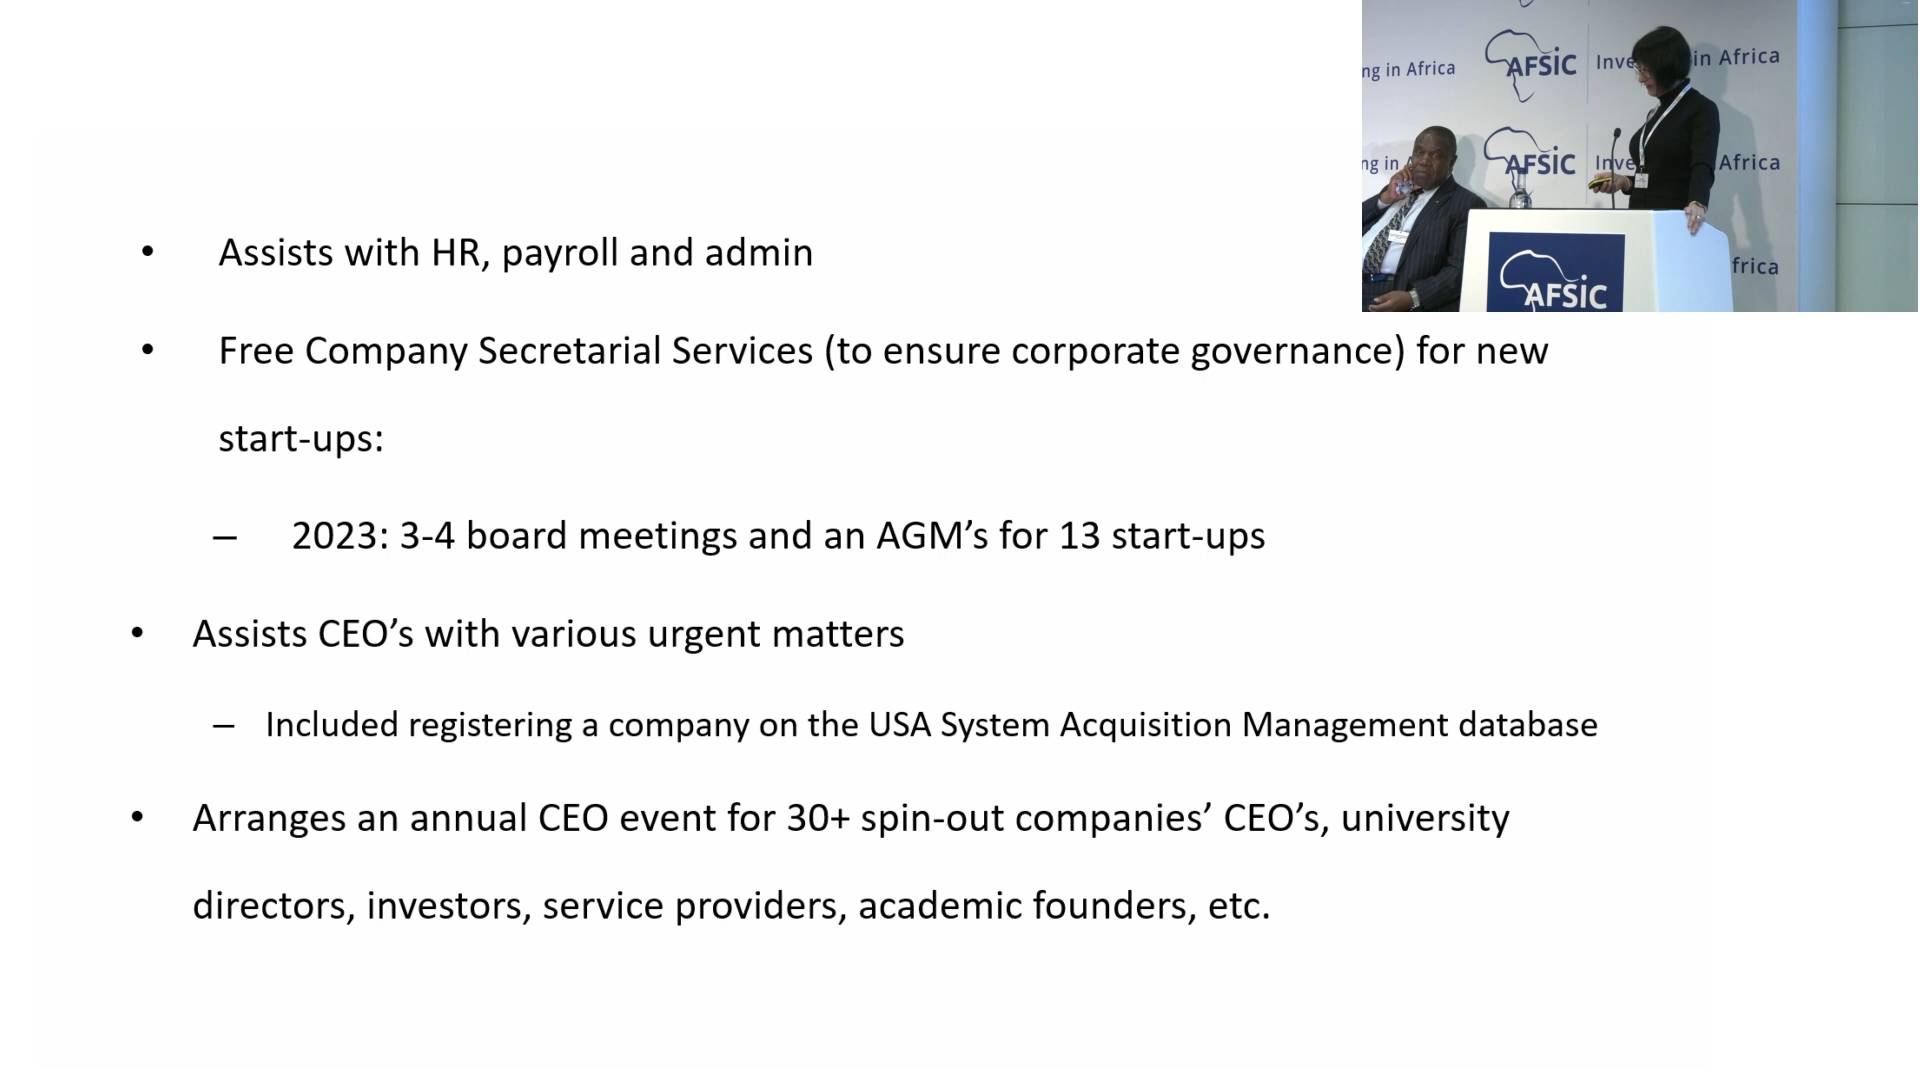 ng in Africa
AFSIC
Inve in Africa
ng in
AFSIC
Inve Africa
frica
AFSIC
• Assists with HR, payroll and admin
• Free Company Secretarial Services (to ensure corporate governance) for new
start-ups:
– 2023: 3-4 board meetings and an AGM’s for 13 start-ups
• Assists CEO’s with various urgent matters
– Included registering a company on the USA System Acquisition Management database
• Arranges an annual CEO event for 30+ spin-out companies’ CEO’s, university
directors, investors, service providers, academic founders, etc.